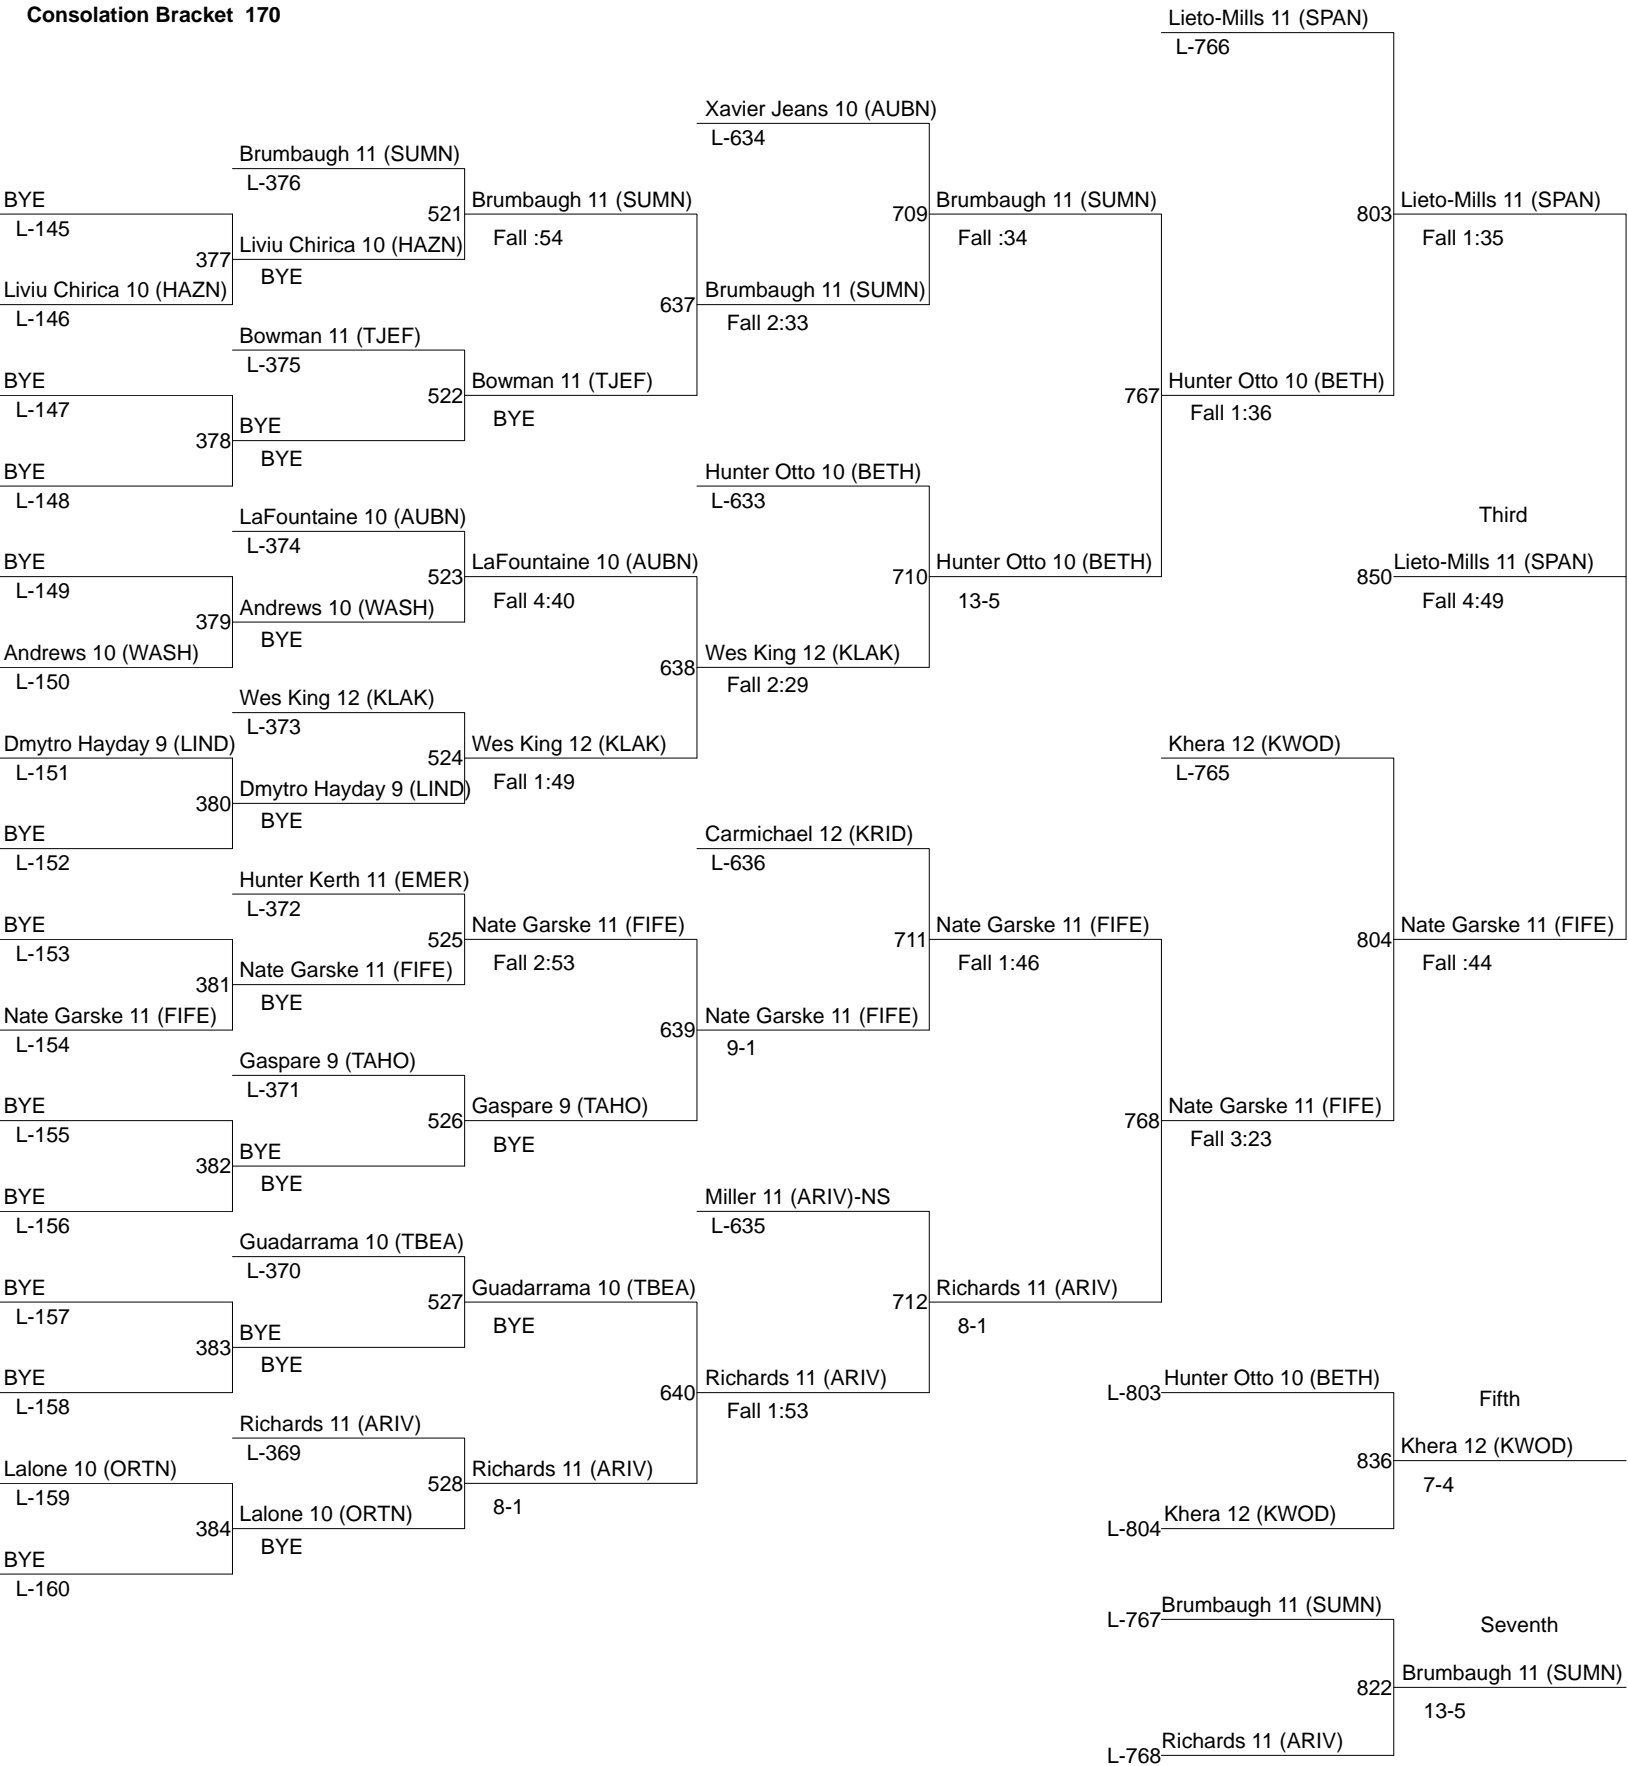 Consolation Bracket 170
BYE
L-145
Liviu Chirica 10 (HAZN)
L-146
BYE
L-147
BYE
L-148
BYE
L-149
Andrews 10 (WASH)
L-150
Dmytro Hayday 9 (LIND)
L-151
BYE
L-152
BYE
L-153
Nate Garske 11 (FIFE)
L-154
BYE
L-155
BYE
L-156
BYE
L-157
BYE
L-158
Lalone 10 (ORTN)
L-159
BYE
L-160
377
378
379
380
381
382
383
384
Brumbaugh 11 (SUMN)
L-376
Liviu Chirica 10 (HAZN)
BYE
Bowman 11 (TJEF)
L-375
BYE
BYE
LaFountaine 10 (AUBN)
L-374
Andrews 10 (WASH)
BYE
Wes King 12 (KLAK)
L-373
Dmytro Hayday 9 (LIND)
BYE
Hunter Kerth 11 (EMER)
L-372
Nate Garske 11 (FIFE)
BYE
Gaspare 9 (TAHO)
L-371
BYE
BYE
Guadarrama 10 (TBEA)
L-370
BYE
BYE
Richards 11 (ARIV)
L-369
Lalone 10 (ORTN)
BYE
521
522
523
524
525
526
527
528
Brumbaugh 11 (SUMN)
Fall :54
Bowman 11 (TJEF)
BYE
LaFountaine 10 (AUBN)
Fall 4:40
Wes King 12 (KLAK)
Fall 1:49
Nate Garske 11 (FIFE)
Fall 2:53
Gaspare 9 (TAHO)
BYE
Guadarrama 10 (TBEA)
BYE
Richards 11 (ARIV)
8-1
637
638
639
640
Xavier Jeans 10 (AUBN)
L-634
Brumbaugh 11 (SUMN)
Fall 2:33
Hunter Otto 10 (BETH)
L-633
Wes King 12 (KLAK)
Fall 2:29
Carmichael 12 (KRID)
L-636
Nate Garske 11 (FIFE)
9-1
Miller 11 (ARIV)-NS
L-635
Richards 11 (ARIV)
Fall 1:53
709
710
711
712
Brumbaugh 11 (SUMN)
Fall :34
Hunter Otto 10 (BETH)
13-5
Nate Garske 11 (FIFE)
Fall 1:46
Richards 11 (ARIV)
8-1
767
768
Lieto-Mills 11 (SPAN)
L-766
Hunter Otto 10 (BETH)
Fall 1:36
Khera 12 (KWOD)
L-765
Nate Garske 11 (FIFE)
Fall 3:23
803
804
Lieto-Mills 11 (SPAN)
Fall 1:35
Third
850
Lieto-Mills 11 (SPAN)
Fall 4:49
Nate Garske 11 (FIFE)
Fall :44
L-803
Hunter Otto 10 (BETH)
L-804
Khera 12 (KWOD)
836
Fifth
Khera 12 (KWOD)
7-4
L-767
Brumbaugh 11 (SUMN)
L-768
Richards 11 (ARIV)
822
Seventh
Brumbaugh 11 (SUMN)
13-5